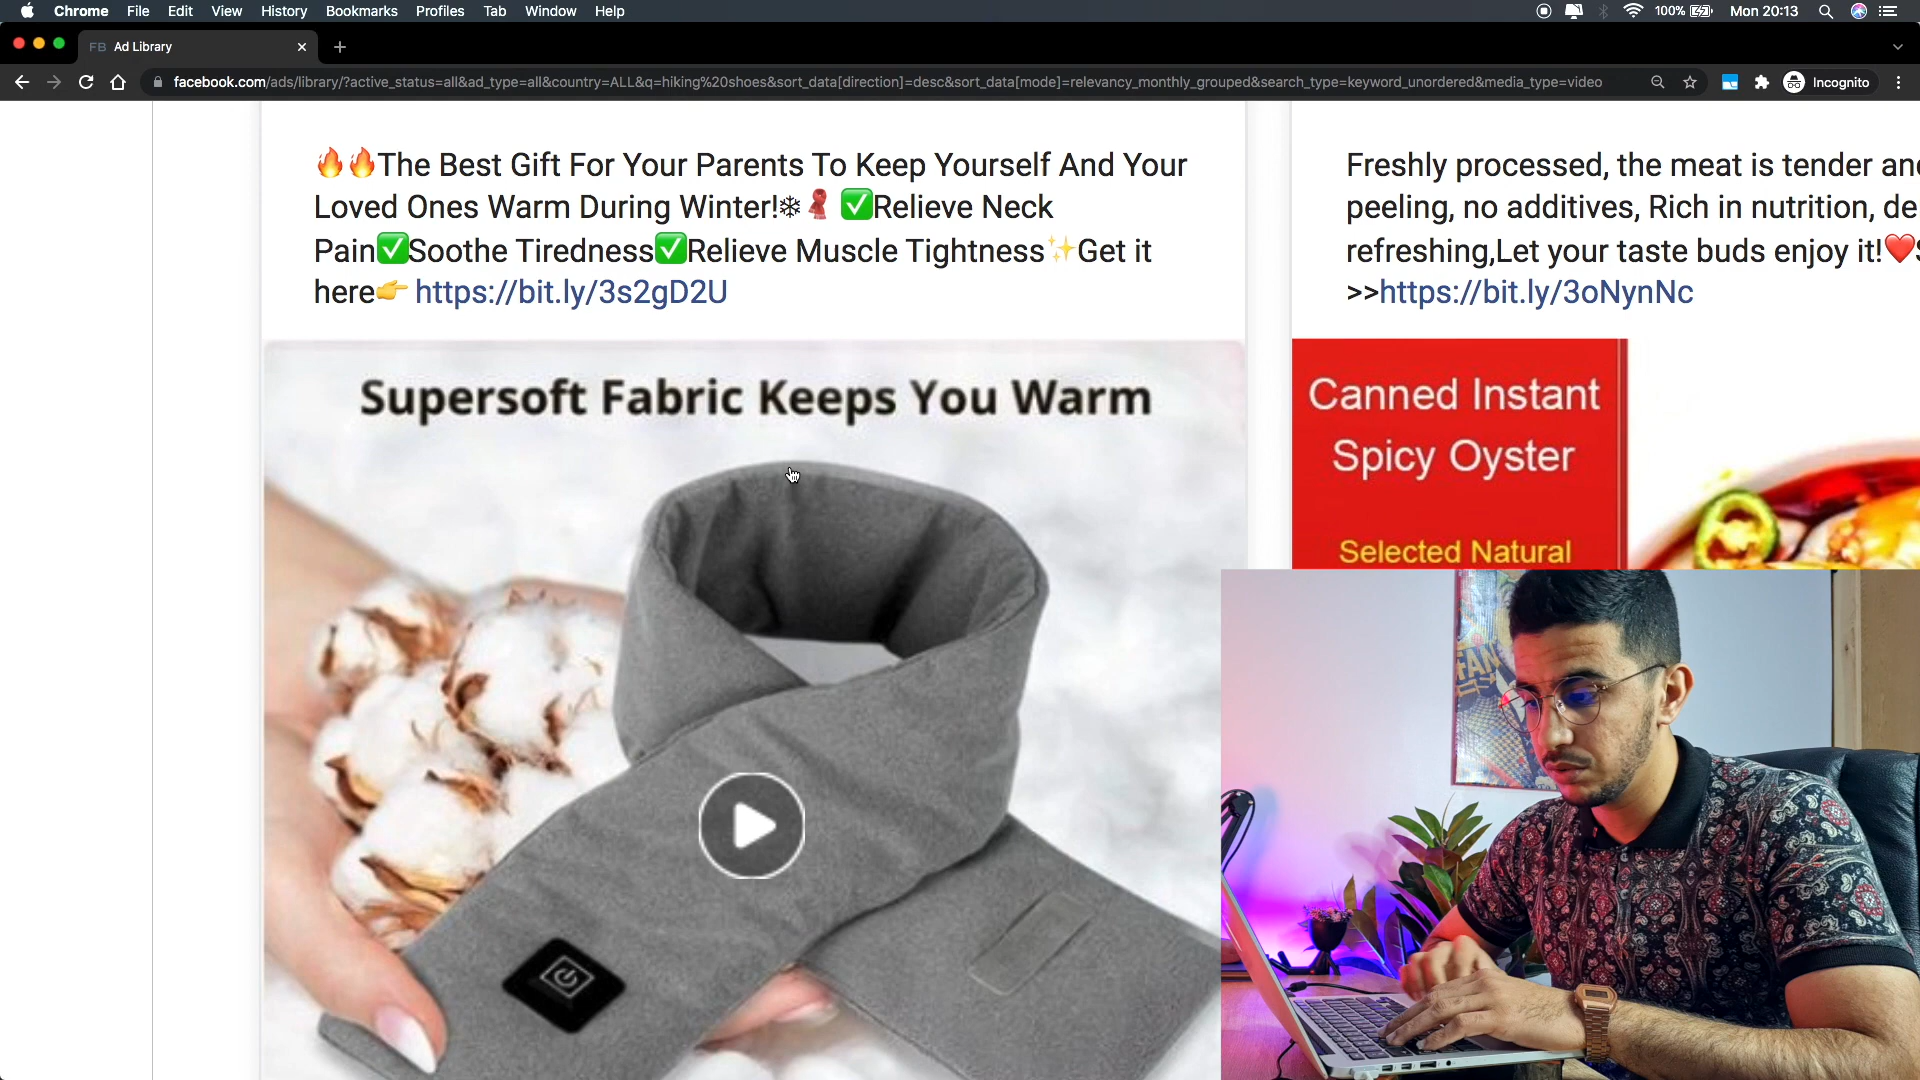 Chrome File Edit View History Bookmarks Profiles Tab Window Help 100% Mon 20:13
FB Ad Library
facebook.com/ads/library/?active_status=all&ad_type=all&country=ALL&q=hiking%20shoes&sort_data[direction]=desc&sort_data[mode]=relevancy_monthly_grouped&search_type=keyword_unordered&media_type=video Incognito
🔥🔥The Best Gift For Your Parents To Keep Yourself And Your
Loved Ones Warm During Winter!❄🧣 ✅Relieve Neck
Pain✅Soothe Tiredness✅Relieve Muscle Tightness✨Get it
here👉 https://bit.ly/3s2gD2U
Supersoft Fabric Keeps You Warm
Freshly processed, the meat is tender and
peeling, no additives, Rich in nutrition, de
refreshing,Let your taste buds enjoy it!❤️S
>>https://bit.ly/3oNynNc
Canned Instant
Spicy Oyster
Selected Natural